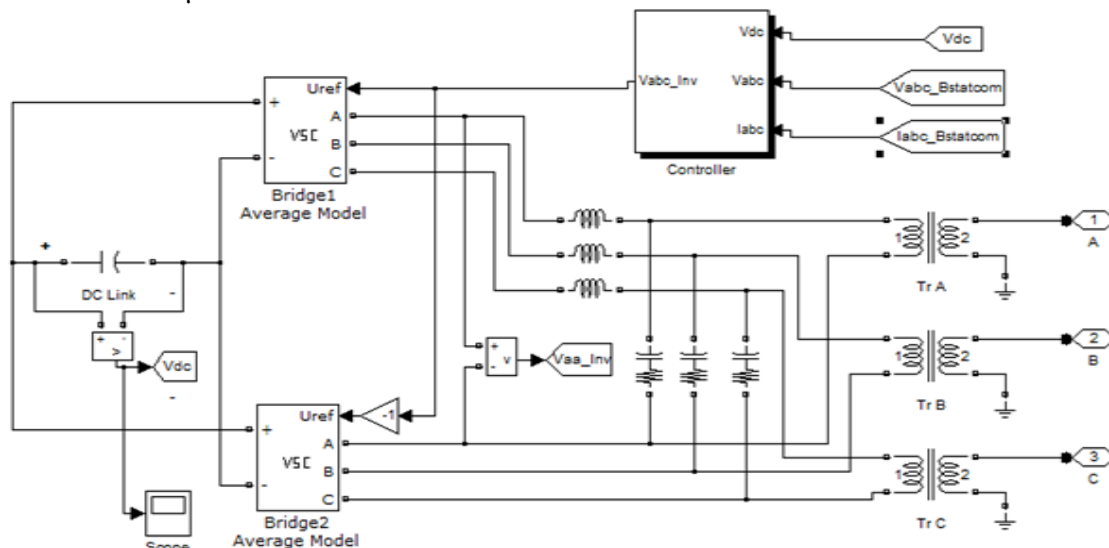 Vdc
Vdc
Vabc_Inv
Vabc
Vabc_Bstatcom
Iabc
Iabc_Bstatcom
Controller
Uref
+
A
VSC
B
-
C
Bridge1
Average Model
+
DC Link
-
+ -
v
Vdc
-
+
v
-
Vaa_Inv
1 2
Tr A
1
A
1 2
Tr B
2
B
1 2
Tr C
3
C
Uref
-1
+
A
VSC
B
-
C
Bridge2
Average Model